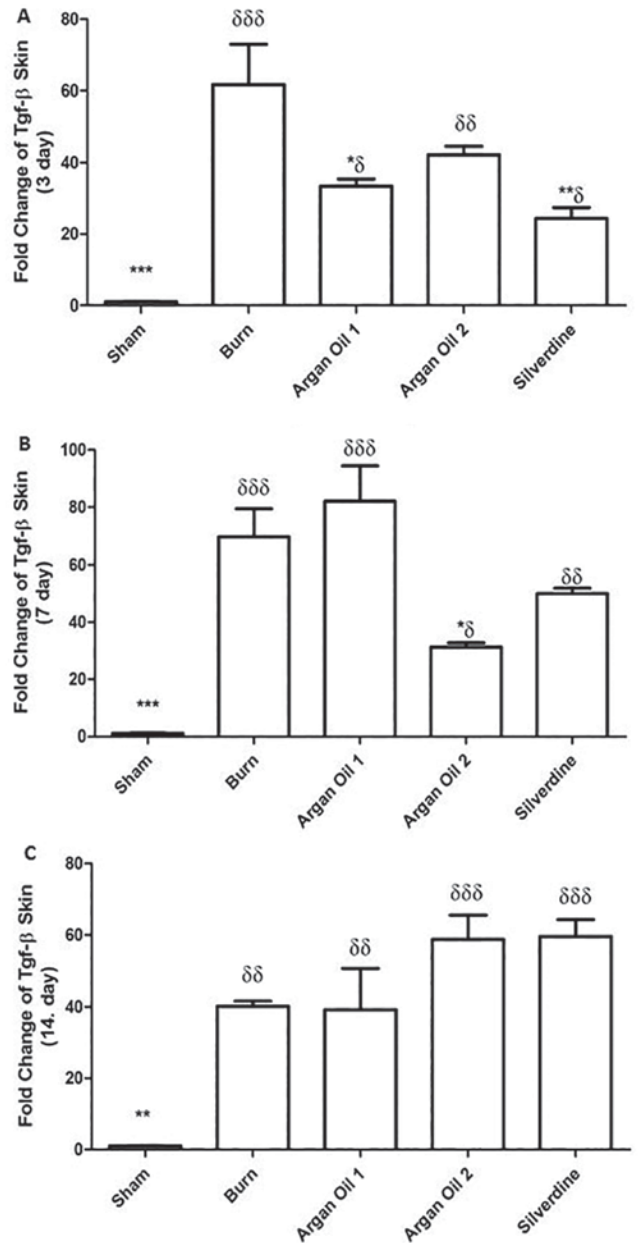 A
Fold Change of Tgf-β Skin
(3 day)
80
60
40
20
0
***
δδδ
*δ
δδ
**δ
Sham
Burn
Argan Oil 1
Argan Oil 2
Silverdine
B
Fold Change of Tgf-β Skin
(7 day)
100
80
60
40
20
0
***
δδδ
δδδ
*δ
δδ
Sham
Burn
Argan Oil 1
Argan Oil 2
Silverdine
C
Fold Change of Tgf-β Skin
(14. day)
80
60
40
20
0
**
δδ
δδ
δδδ
δδδ
Sham
Burn
Argan Oil 1
Argan Oil 2
Silverdine